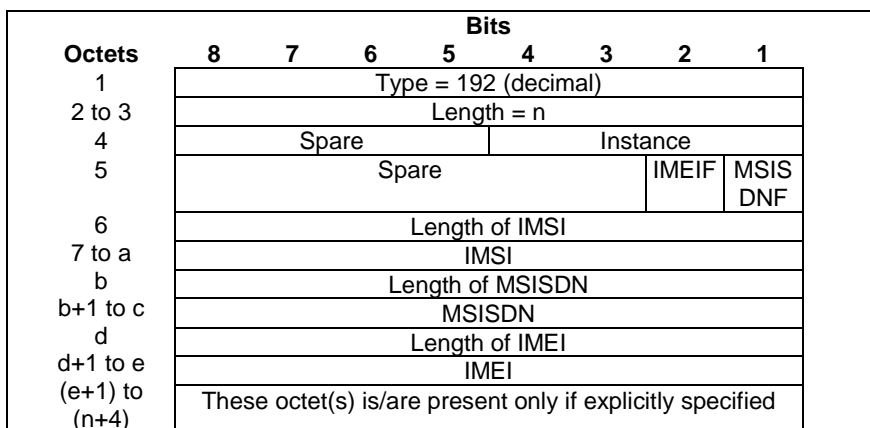 Bits
Octets 8 7 6 5 4 3 2 1
1 Type = 192 (decimal)
2 to 3 Length = n
4 Spare Instance
5 Spare IMEIF MSIS
DNF
6 Length of IMSI
7 to a IMSI
b Length of MSISDN
b+1 to c MSISDN
d Length of IMEI
d+1 to e IMEI
(e+1) to These octet(s) is/are present only if explicitly specified
(n+4)